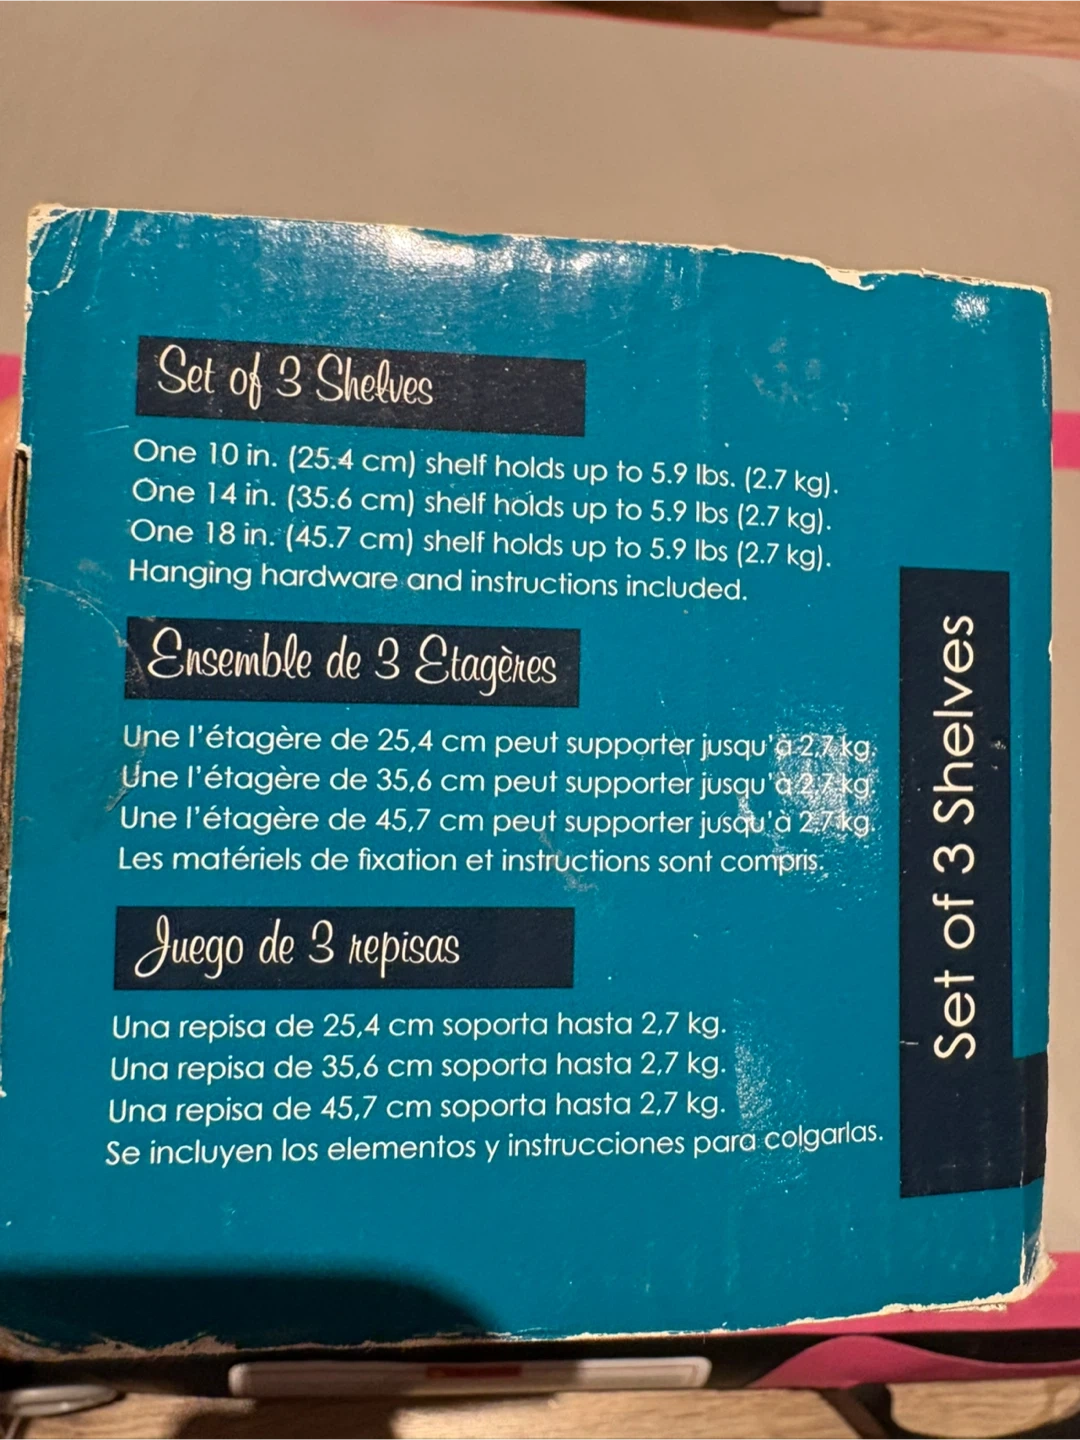 Set of 3 Shelves
One 10 in. (25.4 cm) shelf holds up to 5.9 lbs. (2.7 kg).
One 14 in. (35.6 cm) shelf holds up to 5.9 lbs (2.7 kg).
One 18 in. (45.7 cm) shelf holds up to 5.9 lbs (2.7 kg).
Hanging hardware and instructions included.
Ensemble de 3 Etagères
Une l'étagère de 25,4 cm peut supporter jusqu'à 2,7 kg.
Une l'étagère de 35,6 cm peut supporter jusqu'à 2,7 kg.
Une l'étagère de 45,7 cm peut supporter jusqu'à 2,7 kg.
Les matériels de fixation et instructions sont compris.
Juego de 3 repisas
Una repisa de 25,4 cm soporta hasta 2,7 kg.
Una repisa de 35,6 cm soporta hasta 2,7 kg.
Una repisa de 45,7 cm soporta hasta 2,7 kg.
Se incluyen los elementos y instrucciones para colgarlas.
Set of 3 Shelves